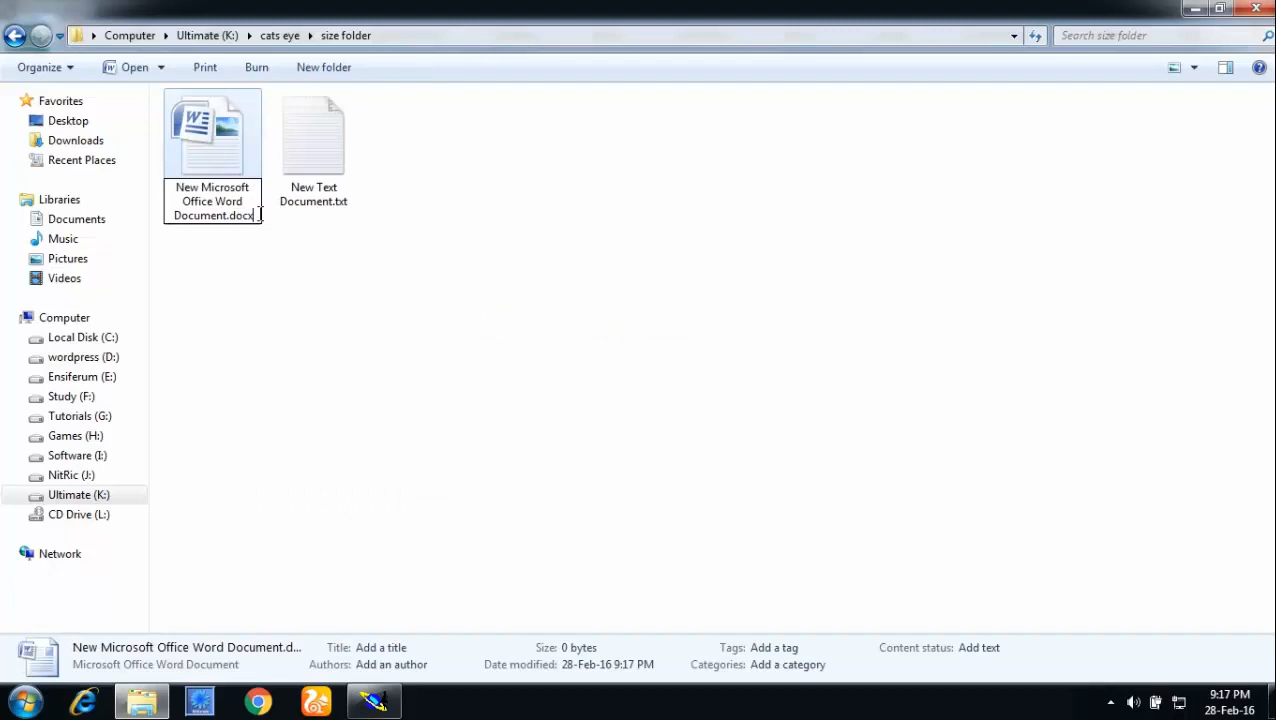 Computer Ultimate (K:) cats eye size folder Search size folder
Organize Open Print Burn New folder
Favorites
Desktop
Downloads
Recent Places
Libraries
Documents
Music
Pictures
Videos
Computer
Local Disk (C:)
wordpress (D:)
Ensiferum (E:)
Study (F:)
Tutorials (G:)
Games (H:)
Software (I:)
NitRic (J:)
Ultimate (K:)
CD Drive (L:)
Network
W
New Microsoft
Office Word
Document.docx
New Text
Document.txt
New Microsoft Office Word Document.d... Title: Add a title Size: 0 bytes Tags: Add a tag Content status: Add text
Microsoft Office Word Document Authors: Add an author Date modified: 28-Feb-16 9:17 PM Categories: Add a category
9:17 PM
28-Feb-16